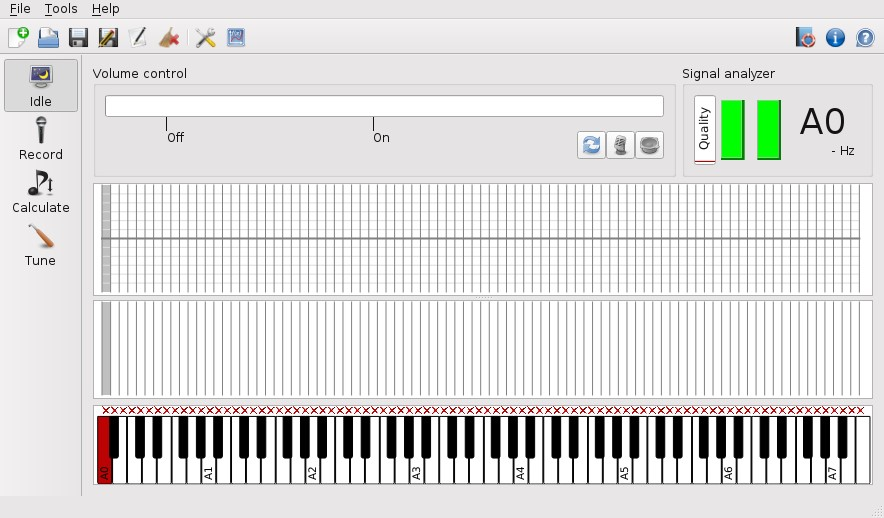 File Tools Help
Idle
Record
Calculate
Tune
Volume control
Off On
Signal analyzer
Quality
A0
- Hz
A0 A1 A2 A3 A4 A5 A6 A7